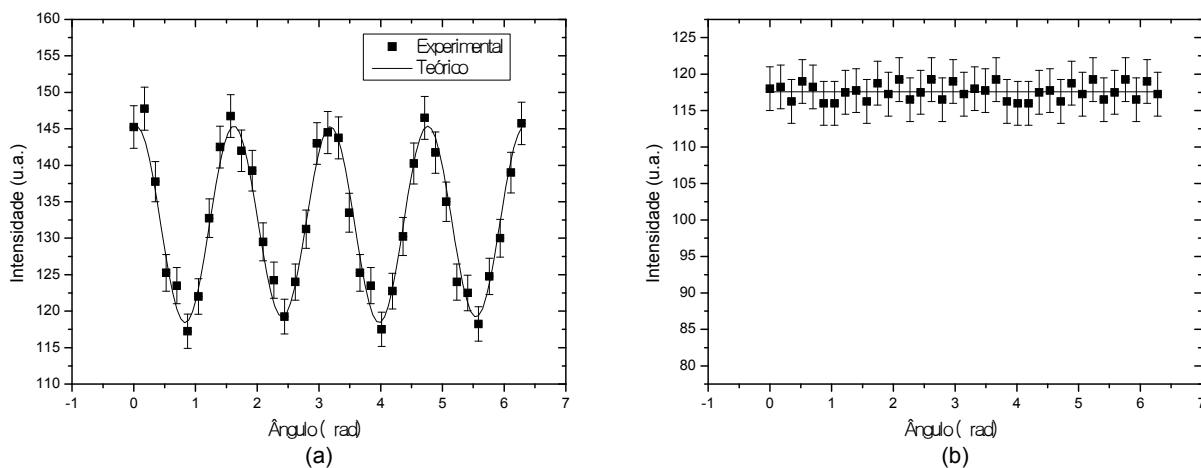 160
155
150
145
140
135
130
125
120
115
110
Intensidade (u.a.)
Experimental
Teórico
-1 0 1 2 3 4 5 6 7
Ângulo ( rad)
(a)
125
120
115
110
105
100
95
90
85
80
Intensidade (u.a.)
-1 0 1 2 3 4 5 6 7
Ângulo ( rad)
(b)